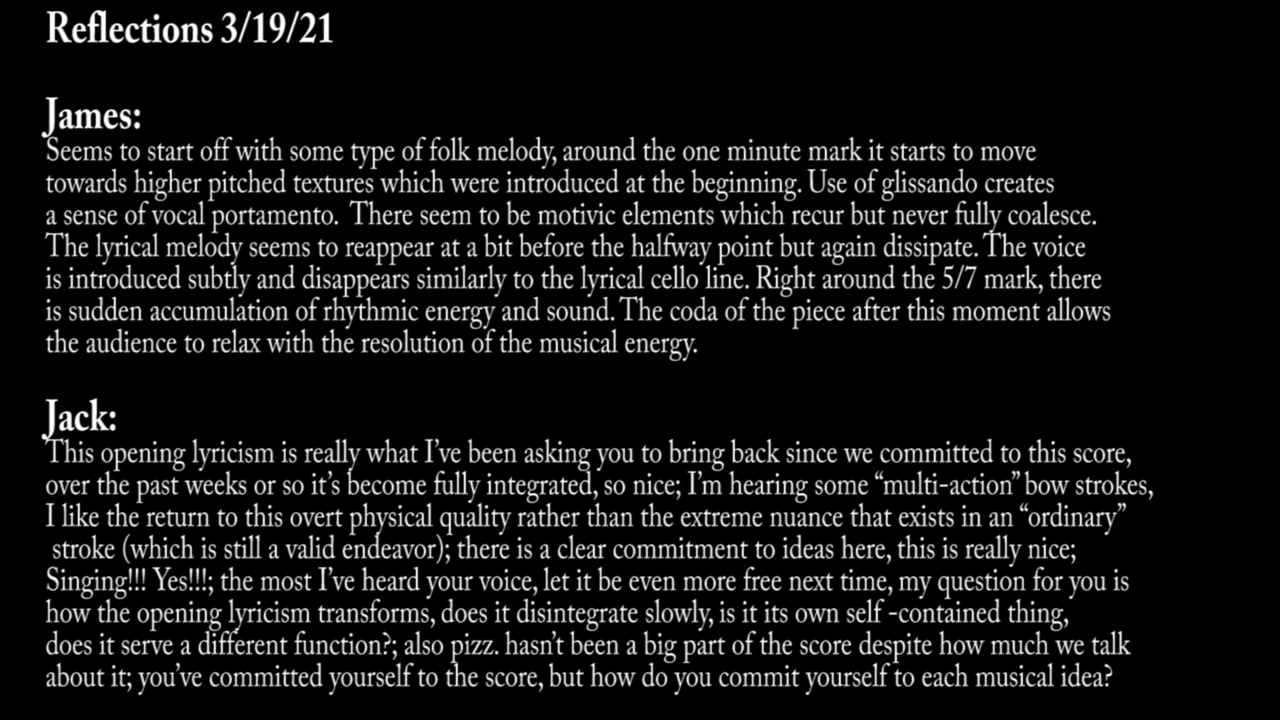 Reflections 3/19/21
James:
Seems to start off with some type of folk melody, around the one minute mark it starts to move
towards higher pitched textures which were introduced at the beginning. Use of glissando creates
a sense of vocal portamento. There seem to be motivic elements which recur but never fully coalesce.
The lyrical melody seems to reappear at a bit before the halfway point but again dissipate. The voice
is introduced subtly and disappears similarly to the lyrical cello line. Right around the 5/7 mark, there
is sudden accumulation of rhythmic energy and sound. The coda of the piece after this moment allows
the audience to relax with the resolution of the musical energy.
Jack:
This opening lyricism is really what I've been asking you to bring back since we committed to this score,
over the past weeks or so it's become fully integrated, so nice; I'm hearing some “multi-action” bow strokes,
I like the return to this overt physical quality rather than the extreme nuance that exists in an “ordinary”
stroke (which is still a valid endeavor); there is a clear commitment to ideas here, this is really nice;
Singing!!! Yes!!!; the most I've heard your voice, let it be even more free next time, my question for you is
how the opening lyricism transforms, does it disintegrate slowly, is it its own self -contained thing,
does it serve a different function?; also pizz. hasn't been a big part of the score despite how much we talk
about it; you've committed yourself to the score, but how do you commit yourself to each musical idea?